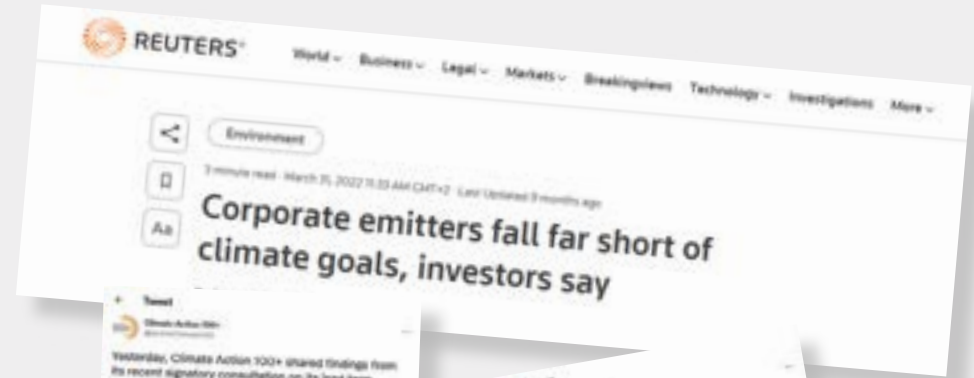 REUTERS®
World Business Legal Markets Breakingviews Technology Investigations More
Environment
3 minute read · March 31, 2022 11:33 AM GMT+2 · Last Updated 9 months ago
Aa
Corporate emitters fall far short of
climate goals, investors say
Tweet
Climate Action 100+
Yesterday, Climate Action 100+ shared findings from
its recent signatory consultation on its